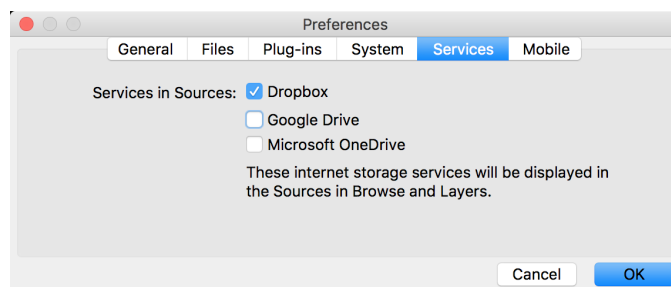 Preferences
General Files Plug-ins System Services Mobile
Services in Sources: Dropbox
Google Drive
Microsoft OneDrive
These internet storage services will be displayed in
the Sources in Browse and Layers.
Cancel OK